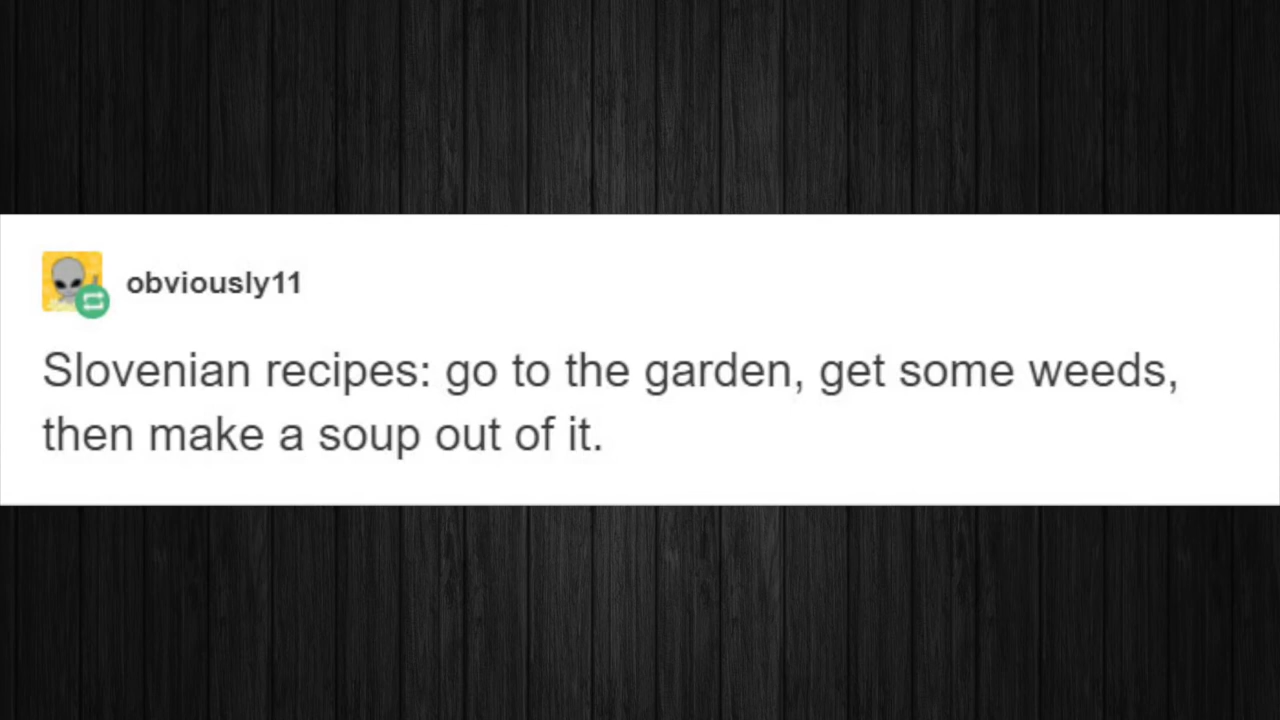 obviously11
Slovenian recipes: go to the garden, get some weeds,
then make a soup out of it.